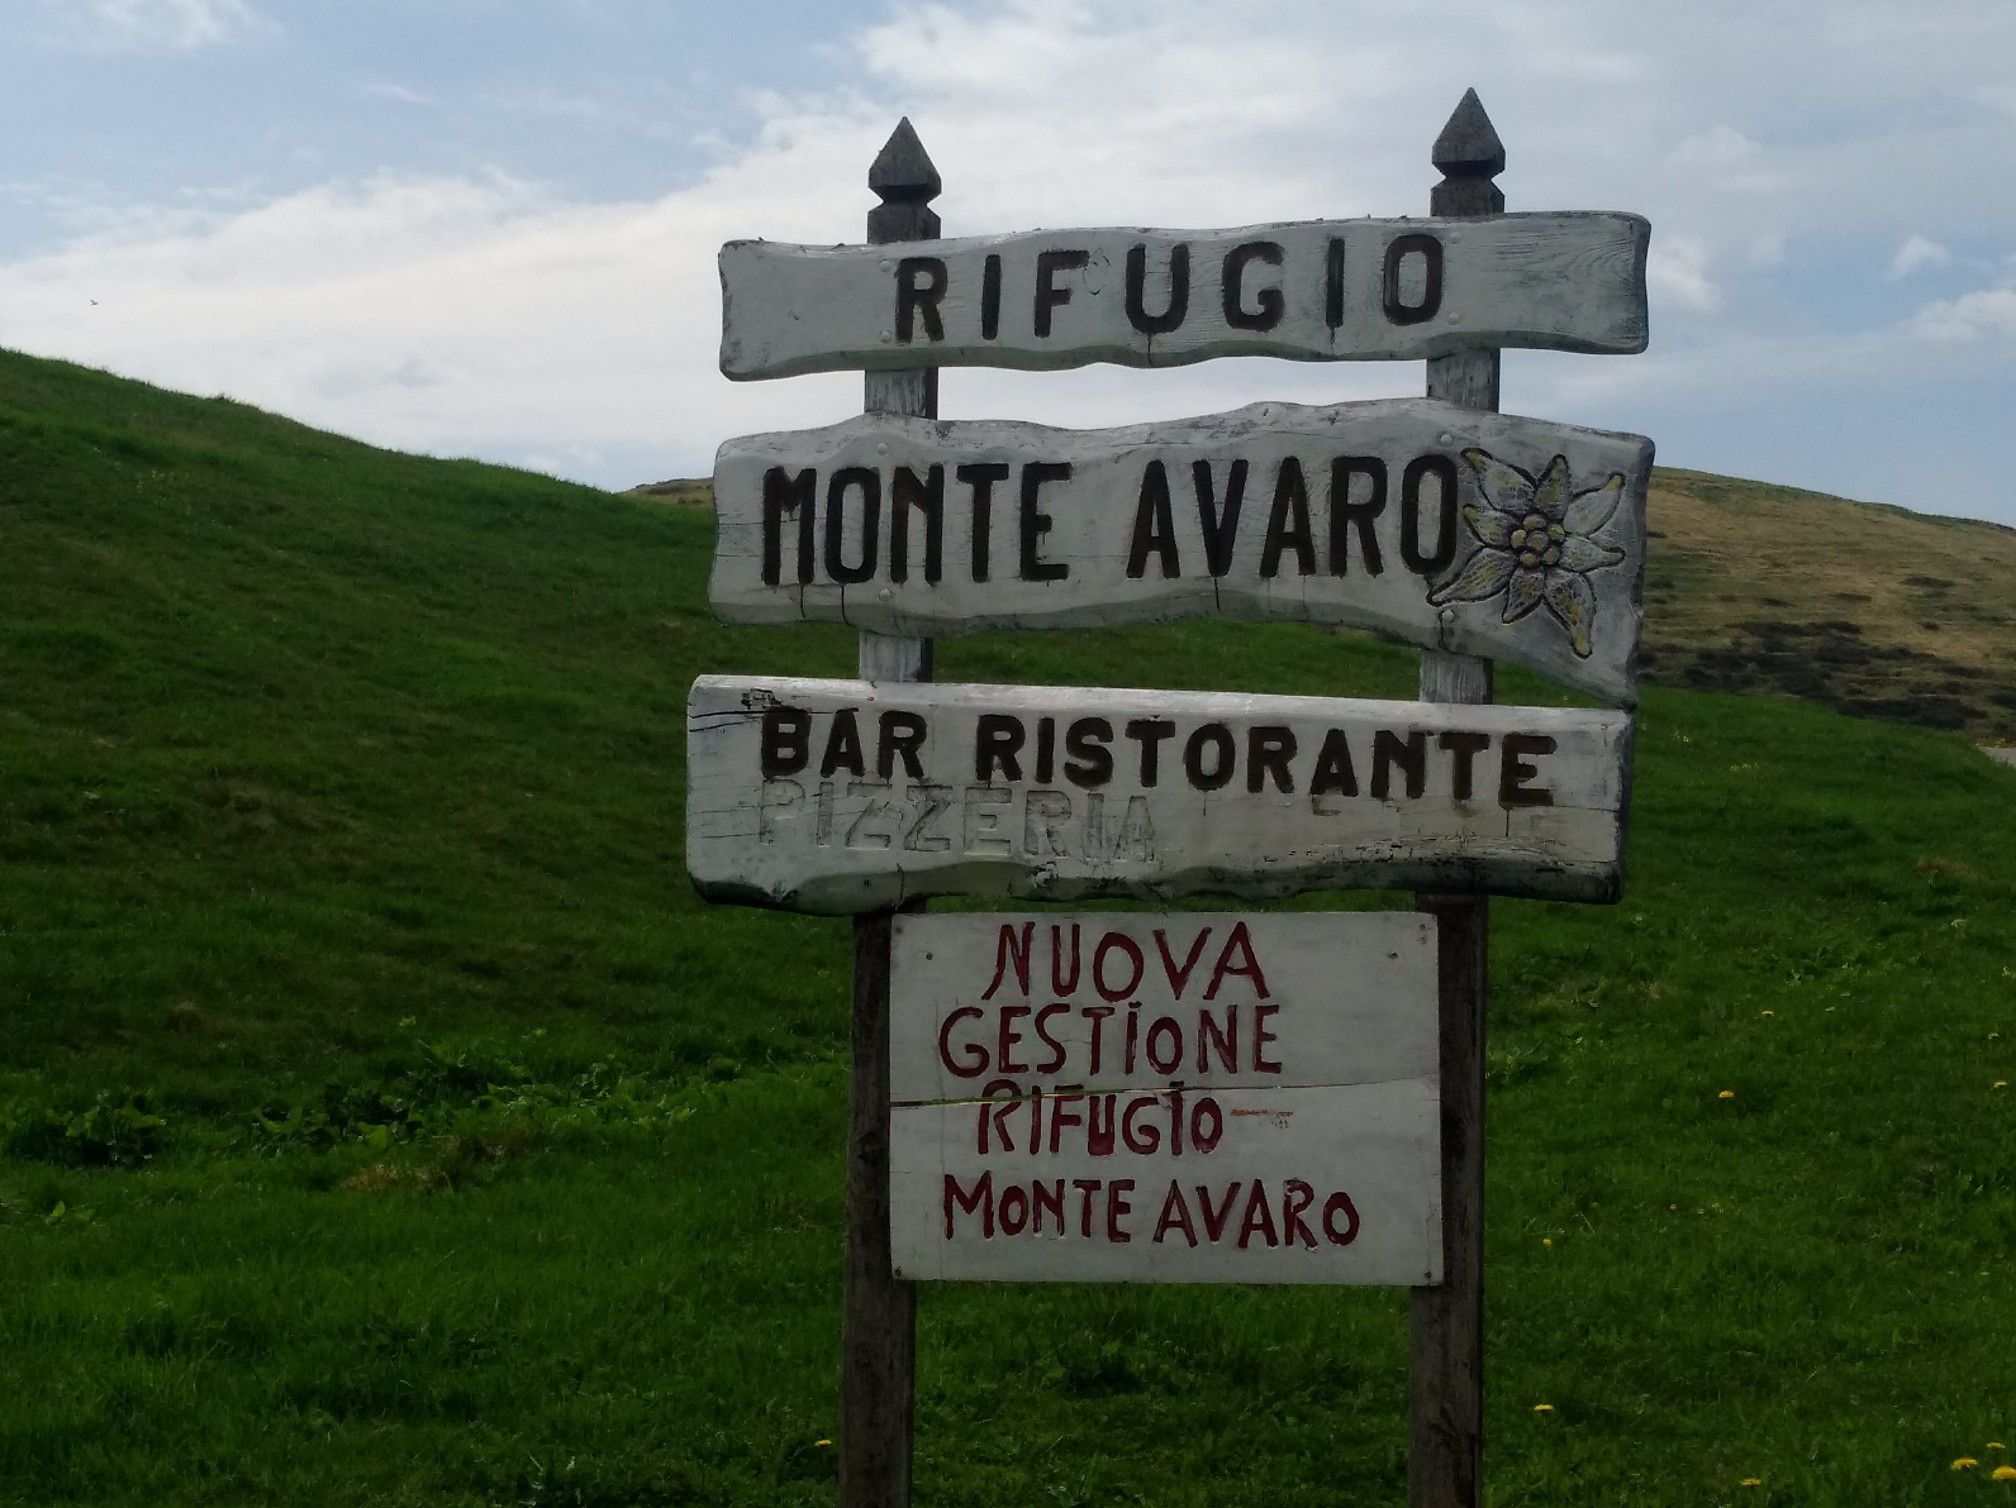 RIFUGIO
MONTE AVARO
BAR RISTORANTE
PIZZERIA
NUOVA
GESTIONE
RIFUGIO
MONTE AVARO